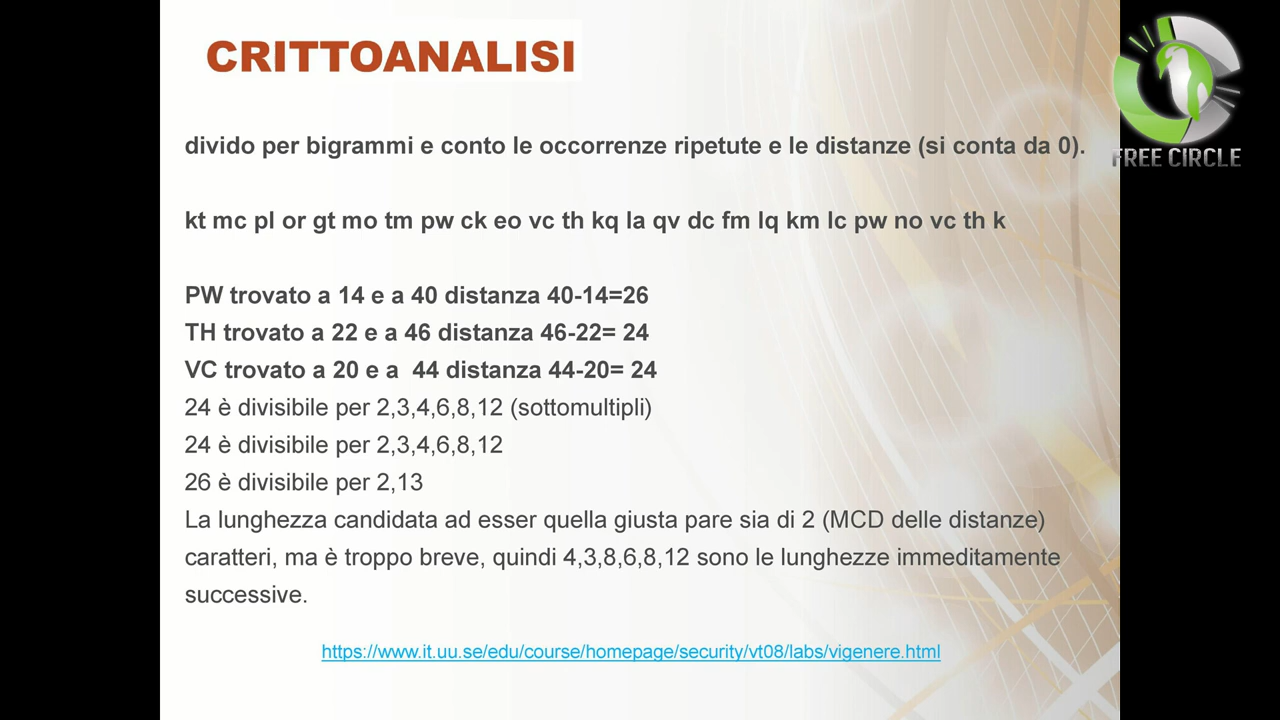 CRITTOANALISI
FREE CIRCLE
divido per bigrammi e conto le occorrenze ripetute e le distanze (si conta da 0).
kt mc pl or gt mo tm pw ck eo vc th kq la qv dc fm lq km lc pw no vc th k
PW trovato a 14 e a 40 distanza 40-14=26
TH trovato a 22 e a 46 distanza 46-22= 24
VC trovato a 20 e a 44 distanza 44-20= 24
24 è divisibile per 2,3,4,6,8,12 (sottomultipli)
24 è divisibile per 2,3,4,6,8,12
26 è divisibile per 2,13
La lunghezza candidata ad esser quella giusta pare sia di 2 (MCD delle distanze)
caratteri, ma è troppo breve, quindi 4,3,8,6,8,12 sono le lunghezze immeditamente
successive.
https://www.it.uu.se/edu/course/homepage/security/vt08/labs/vigenere.html